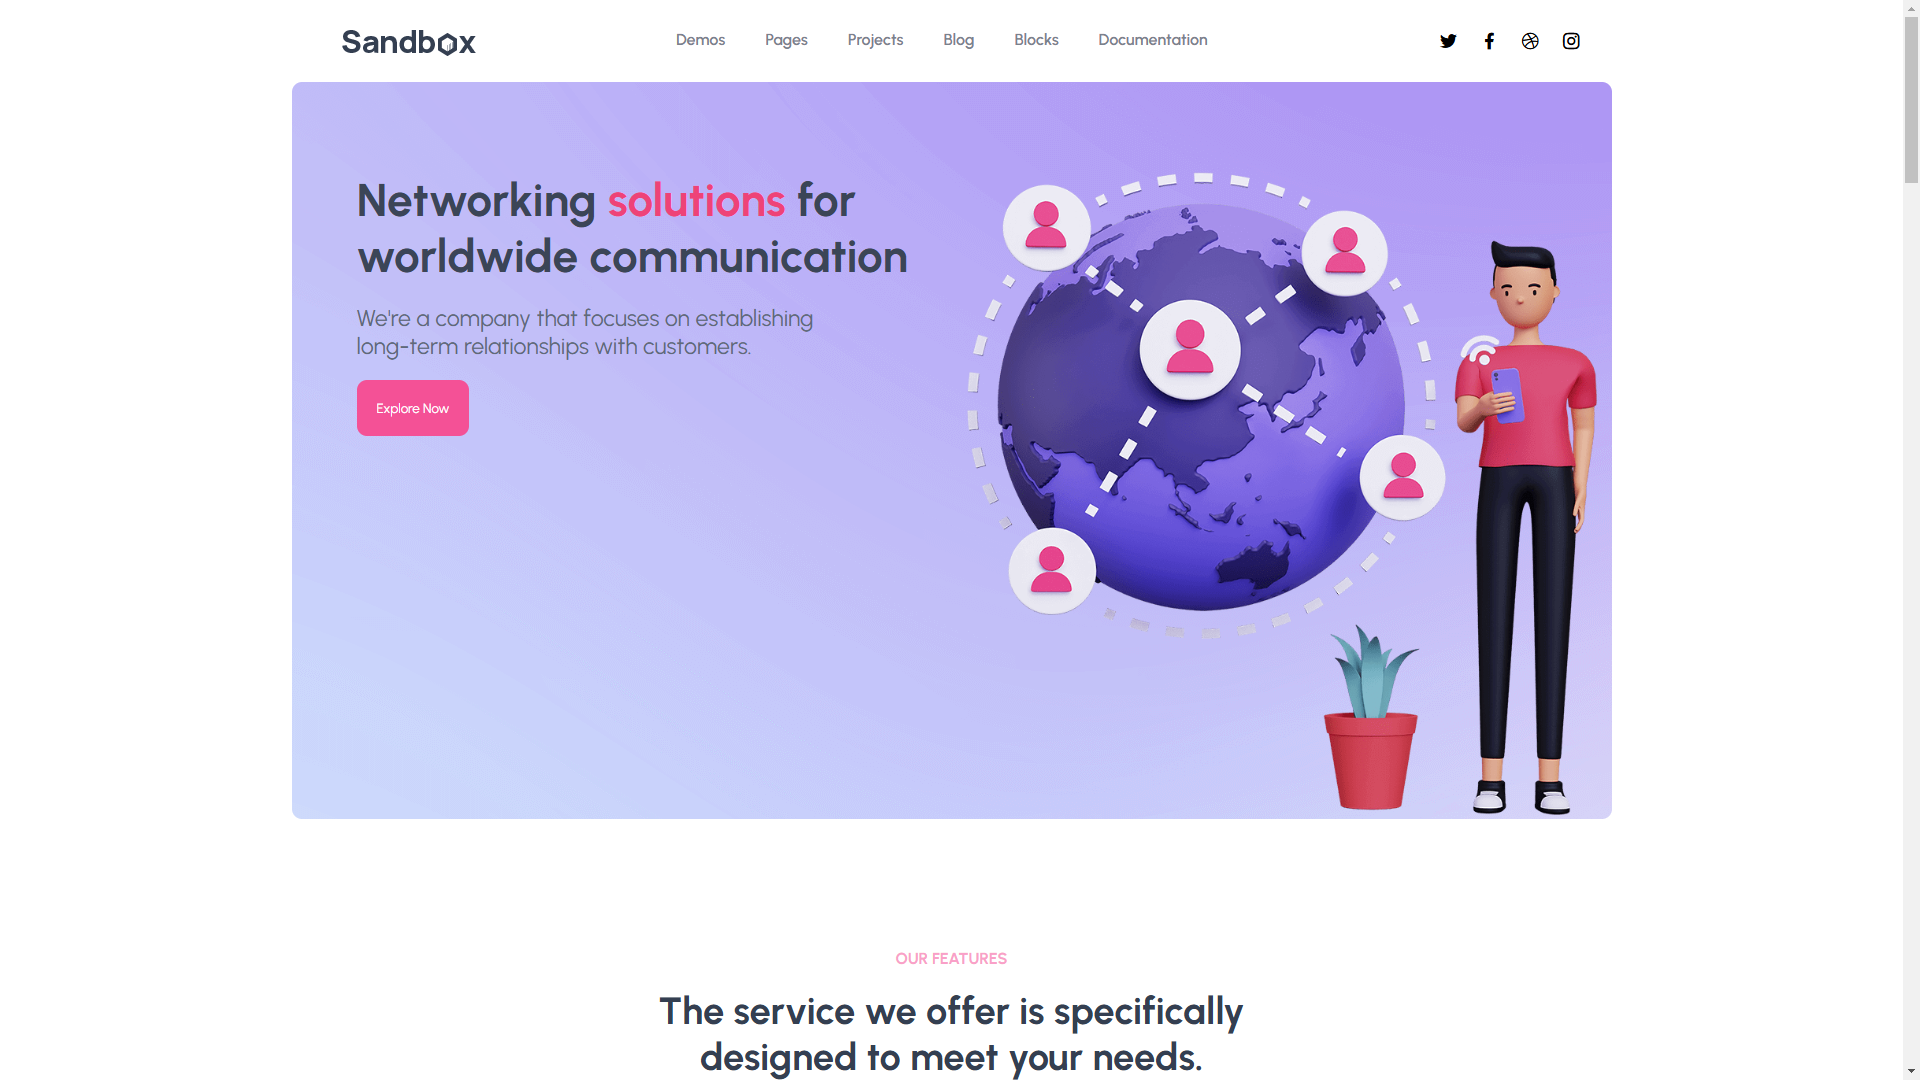 Sandbox
Demos Pages Projects Blog Blocks Documentation
Networking solutions for
worldwide communication
We're a company that focuses on establishing
long-term relationships with customers.
Explore Now
OUR FEATURES
The service we offer is specifically
designed to meet your needs.